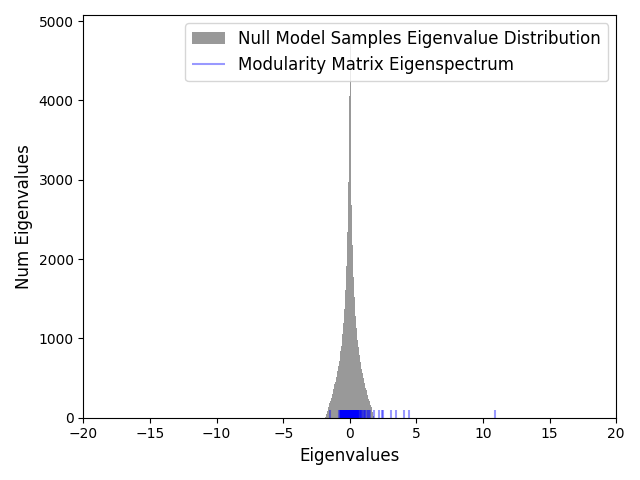 5000
4000
3000
2000
1000
0
Num Eigenvalues
Null Model Samples Eigenvalue Distribution
Modularity Matrix Eigenspectrum
−20 −15 −10 −5 0 5 10 15 20
Eigenvalues